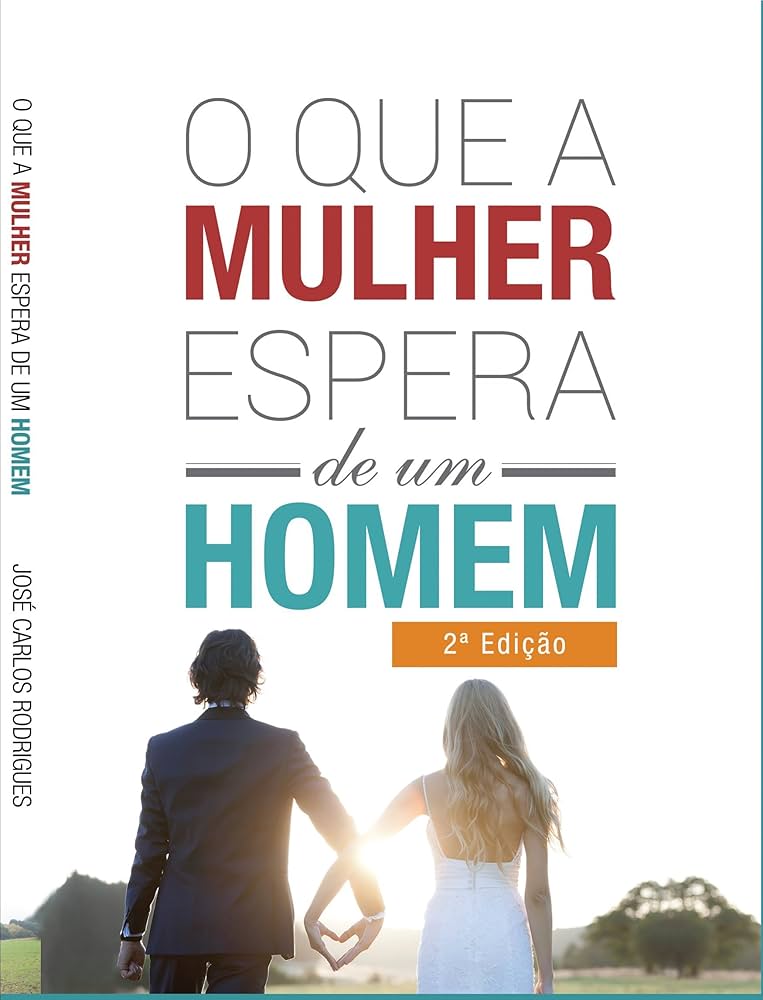 O QUE A
MULHER
ESPERA
de um
HOMEM
2ª Edição
O QUE A MULHER ESPERA DE UM HOMEM
JOSÉ CARLOS RODRIGUES